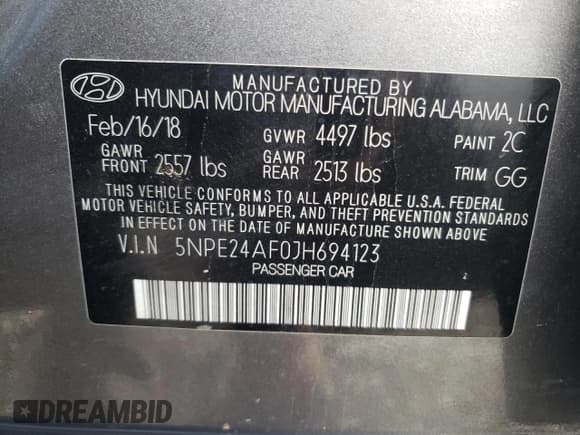 MANUFACTURED BY
HYUNDAI MOTOR MANUFACTURING ALABAMA, LLC
Feb/16/18 GVWR 4497 lbs PAINT 2C
GAWR FRONT 2557 lbs GAWR REAR 2513 lbs TRIM GG
THIS VEHICLE CONFORMS TO ALL APPLICABLE U.S.A. FEDERAL
MOTOR VEHICLE SAFETY, BUMPER, AND THEFT PREVENTION STANDARDS
IN EFFECT ON THE DATE OF MANUFACTURE SHOWN ABOVE.
V.I.N 5NPE24AF0JH694123
PASSENGER CAR
DREAMBID